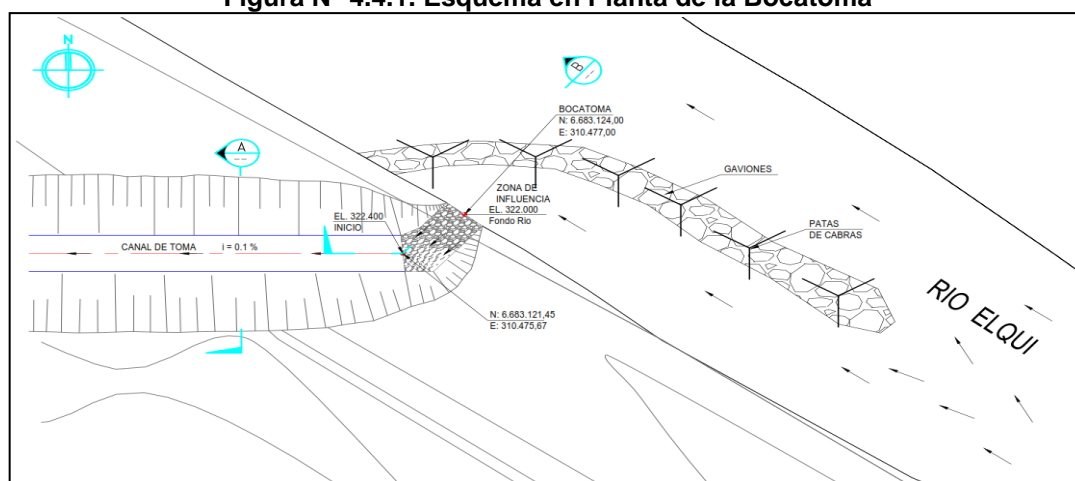 Figura N° 4.4.1: Esquema en Planta de la Bocatoma
N
B
--
BOCATOMA
N: 6.683.124,00
E: 310.477,00
A
--
GAVIONES
ZONA DE
INFLUENCIA
EL. 322.000
Fondo Río
EL. 322.400
INICIO
PATAS
DE CABRAS
CANAL DE TOMA i = 0.1 %
RIO ELQUI
N: 6.683.121,45
E: 310.475,67